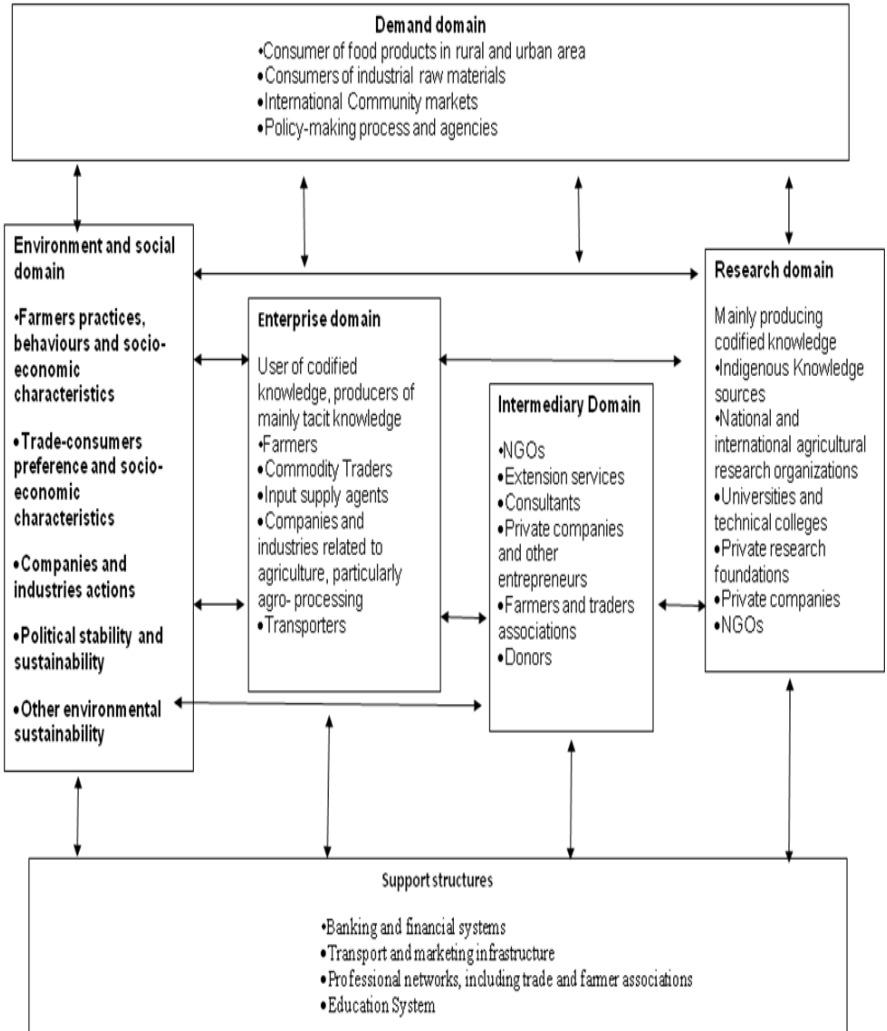 Demand domain
•Consumer of food products in rural and urban area
•Consumers of industrial raw materials
•International Community markets
•Policy-making process and agencies
Environment and social
domain
•Farmers practices,
behaviours and socio-
economic
characteristics
•Trade-consumers
preference and socio-
economic
characteristics
•Companies and
industries actions
•Political stability and
sustainability
•Other environmental
sustainability
Enterprise domain
User of codified
knowledge, producers of
mainly tacit knowledge
•Farmers
•Commodity Traders
•Input supply agents
•Companies and
industries related to
agriculture, particularly
agro- processing
•Transporters
Intermediary Domain
•NGOs
•Extension services
•Consultants
•Private companies
and other
entrepreneurs
•Farmers and traders
associations
•Donors
Research domain
Mainly producing
codified knowledge
•Indigenous Knowledge
sources
•National and
international agricultural
research organizations
•Universities and
technical colleges
•Private research
foundations
•Private companies
•NGOs
Support structures
•Banking and financial systems
•Transport and marketing infrastructure
•Professional networks, including trade and farmer associations
•Education System